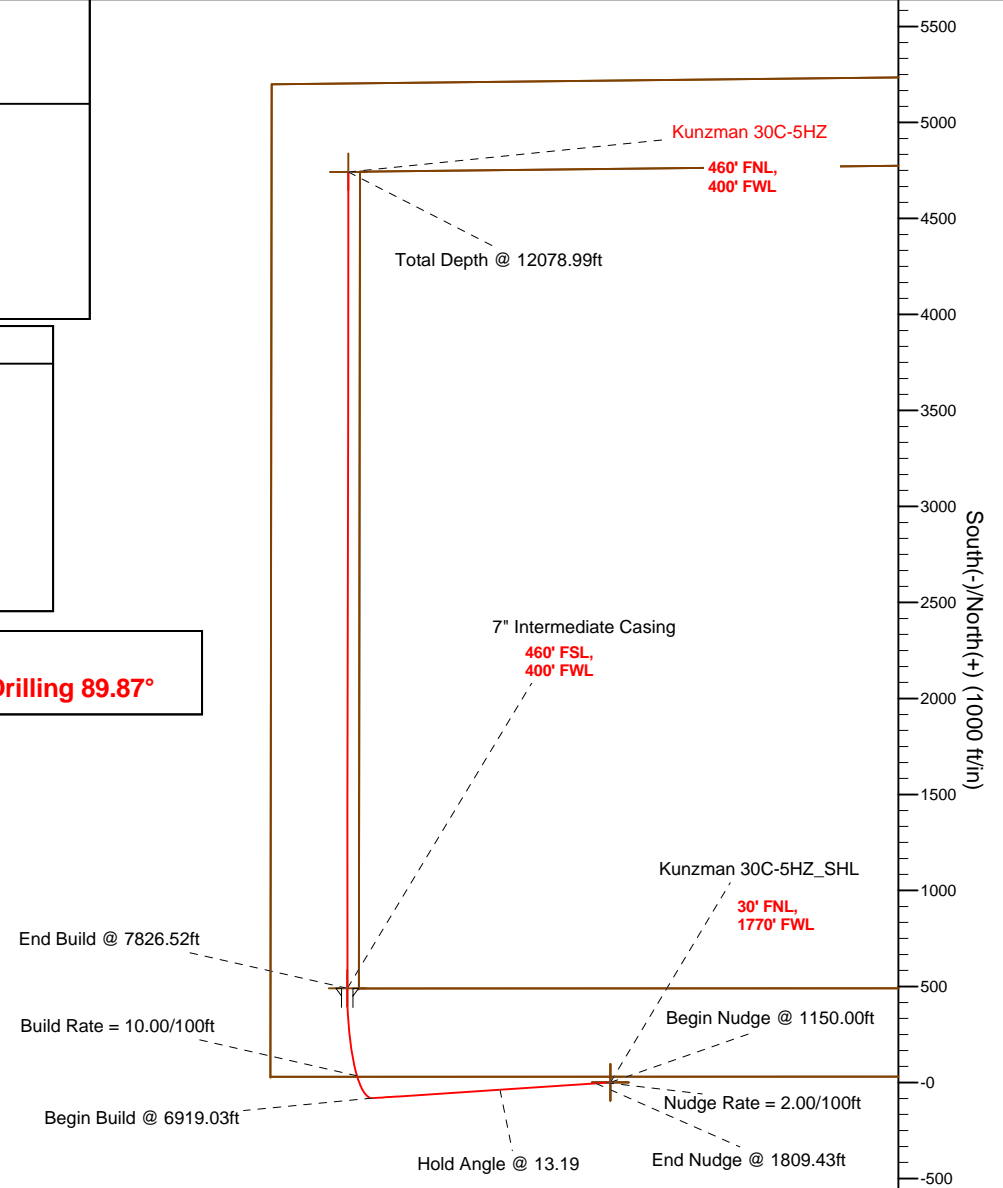 5500
5000
4500
4000
3500
3000
2500
2000
1500
1000
500
-0
-500
South(-)/North(+) (1000 ft/in)
Kunzman 30C-5HZ
460' FNL,
400' FWL
Total Depth @ 12078.99ft
7" Intermediate Casing
460' FSL,
400' FWL
Drilling 89.87°
Kunzman 30C-5HZ_SHL
30' FNL,
1770' FWL
End Build @ 7826.52ft
Build Rate = 10.00/100ft
Begin Nudge @ 1150.00ft
Begin Build @ 6919.03ft
Nudge Rate = 2.00/100ft
Hold Angle @ 13.19
End Nudge @ 1809.43ft